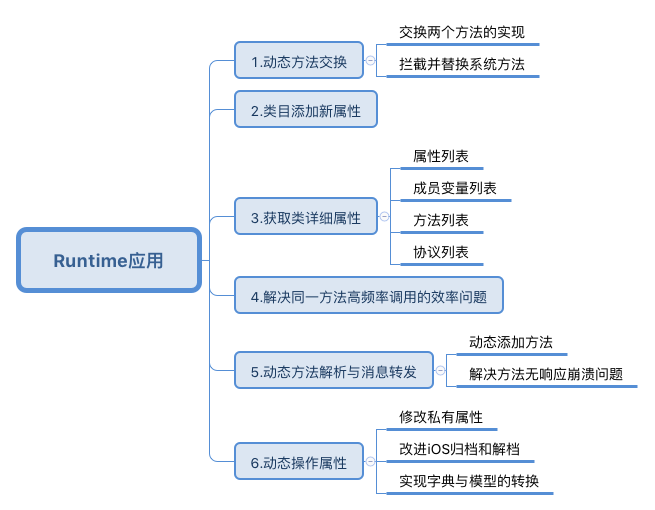 Runtime应用
1.动态方法交换
交换两个方法的实现
拦截并替换系统方法
2.类目添加新属性
3.获取类详细属性
属性列表
成员变量列表
方法列表
协议列表
4.解决同一方法高频率调用的效率问题
5.动态方法解析与消息转发
动态添加方法
解决方法无响应崩溃问题
6.动态操作属性
修改私有属性
改进iOS归档和解档
实现字典与模型的转换